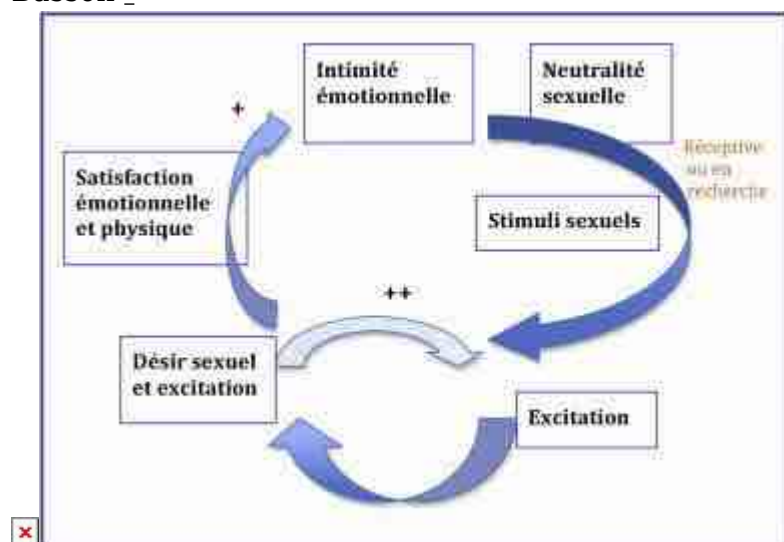 Intimité
émotionnelle
Neutralité
sexuelle
+
Réceptive
ou en
recherche
Satisfaction
émotionnelle
et physique
Stimuli sexuels
++
Désir sexuel
et excitation
Excitation